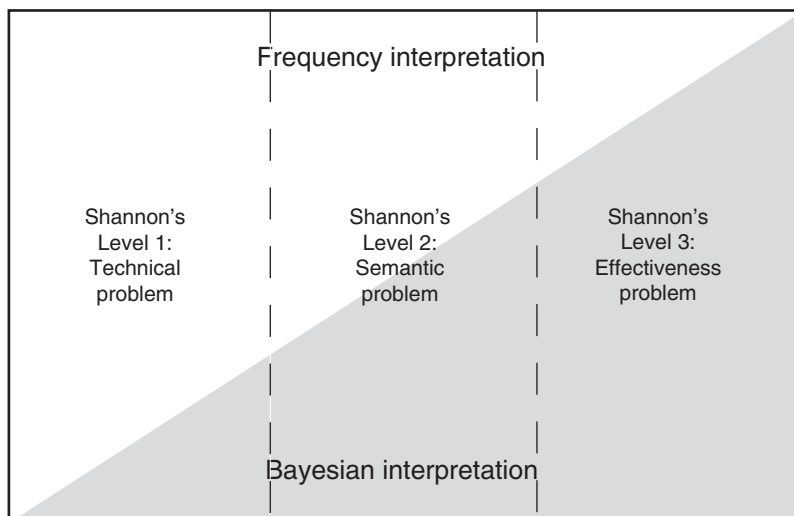 Frequency interpretation
Shannon's
Level 1:
Technical
problem
Shannon's
Level 2:
Semantic
problem
Shannon's
Level 3:
Effectiveness
problem
Bayesian interpretation